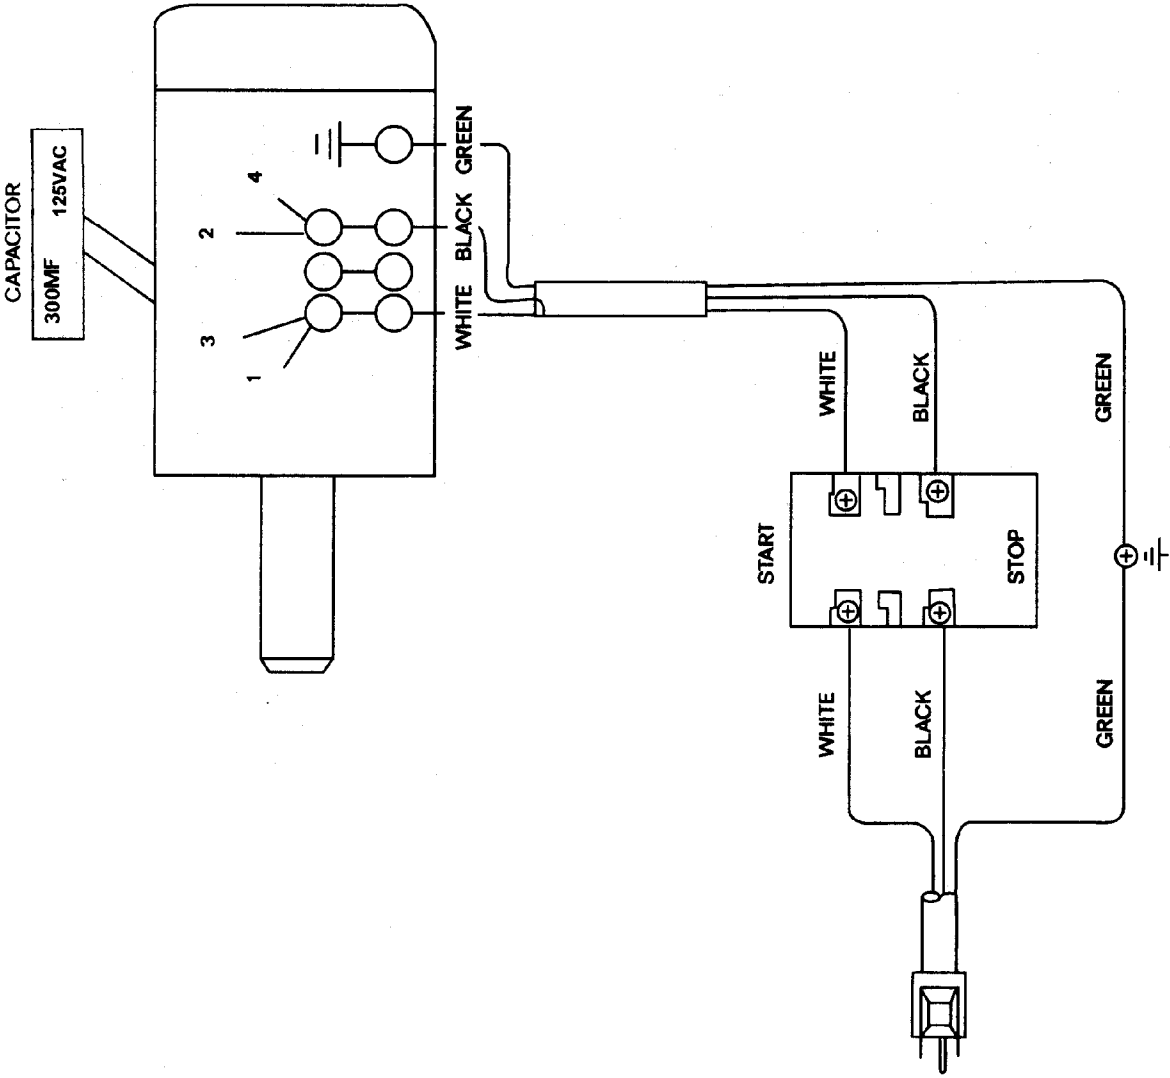 CAPACITOR
300MF 125VAC
4
2
3
1
GREEN
BLACK
WHITE
WHITE
BLACK
GREEN
START
STOP
WHITE
BLACK
GREEN